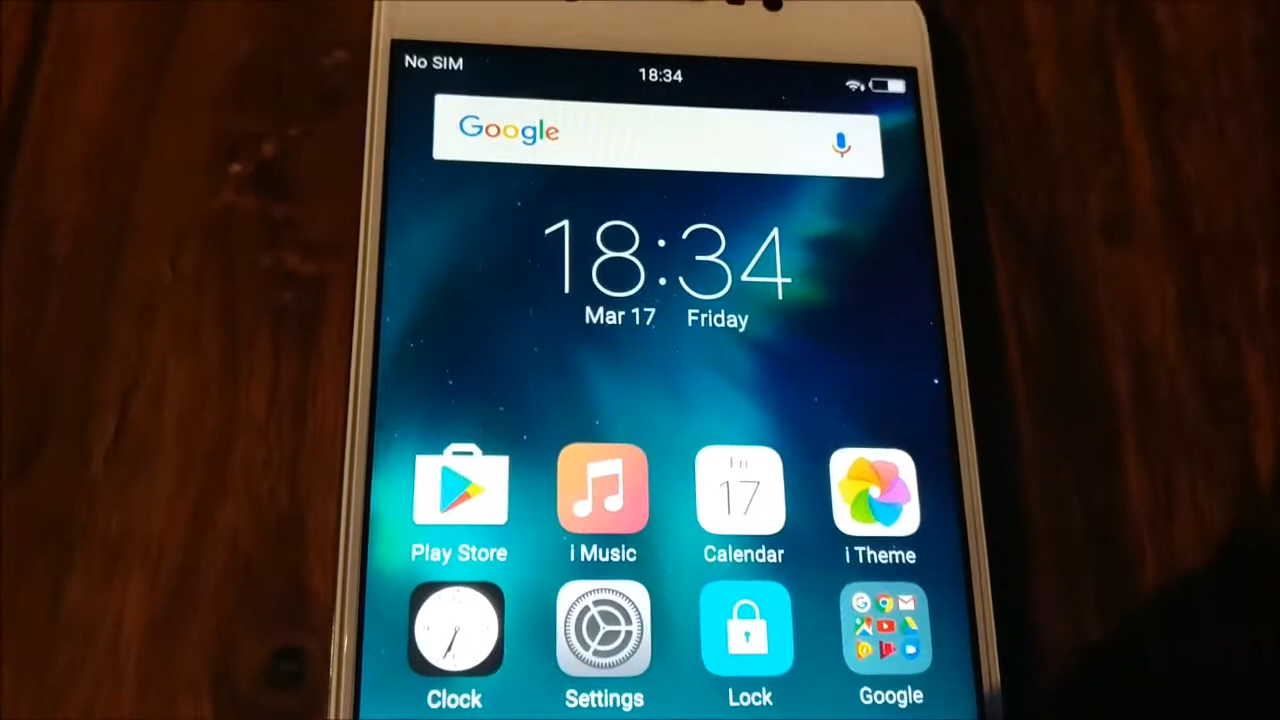 No SIM 18:34
Google
18:34
Mar 17 Friday
Fri
17
Play Store i Music Calendar i Theme
Clock Settings Lock Google